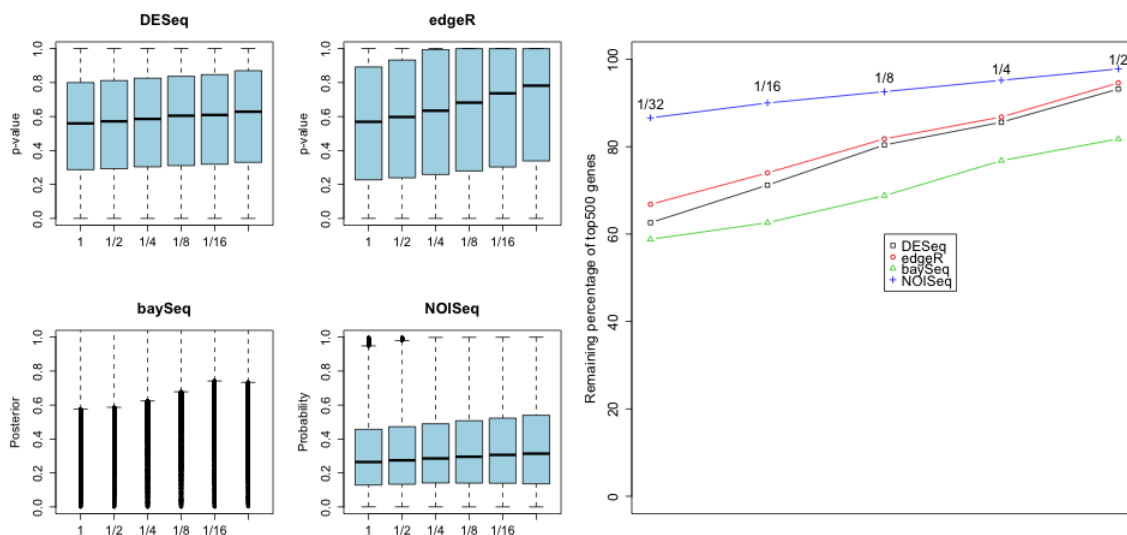 DESeq
p-value
0.0 0.2 0.4 0.6 0.8 1.0
1 1/2 1/4 1/8 1/16
edgeR
p-value
0.0 0.2 0.4 0.6 0.8 1.0
1 1/2 1/4 1/8 1/16
baySeq
Posterior
0.0 0.2 0.4 0.6 0.8 1.0
1 1/2 1/4 1/8 1/16
NOISeq
Probability
0.0 0.2 0.4 0.6 0.8 1.0
1 1/2 1/4 1/8 1/16
Remaining percentage of top500 genes
0 20 40 60 80 100
1/32 1/16 1/8 1/4 1/2
DESeq
edgeR
baySeq
NOISeq